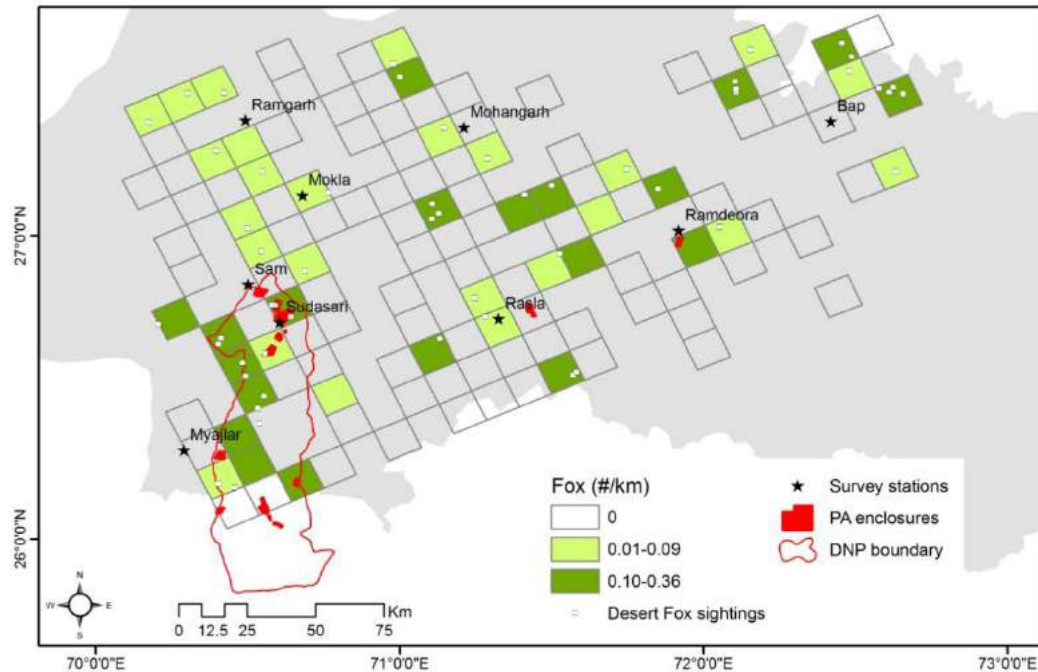 Ramgarh
Mohangarh
Bap
Mokla
Ramdeora
Sam
Sudasari
Rasla
Myajlar
27°0'0"N
26°0'0"N
Fox (#/km)
0
0.01-0.09
0.10-0.36
Desert Fox sightings
Survey stations
PA enclosures
DNP boundary
N
W E
S
Km
0 12.5 25 50 75
70°0'0"E 71°0'0"E 72°0'0"E 73°0'0"E